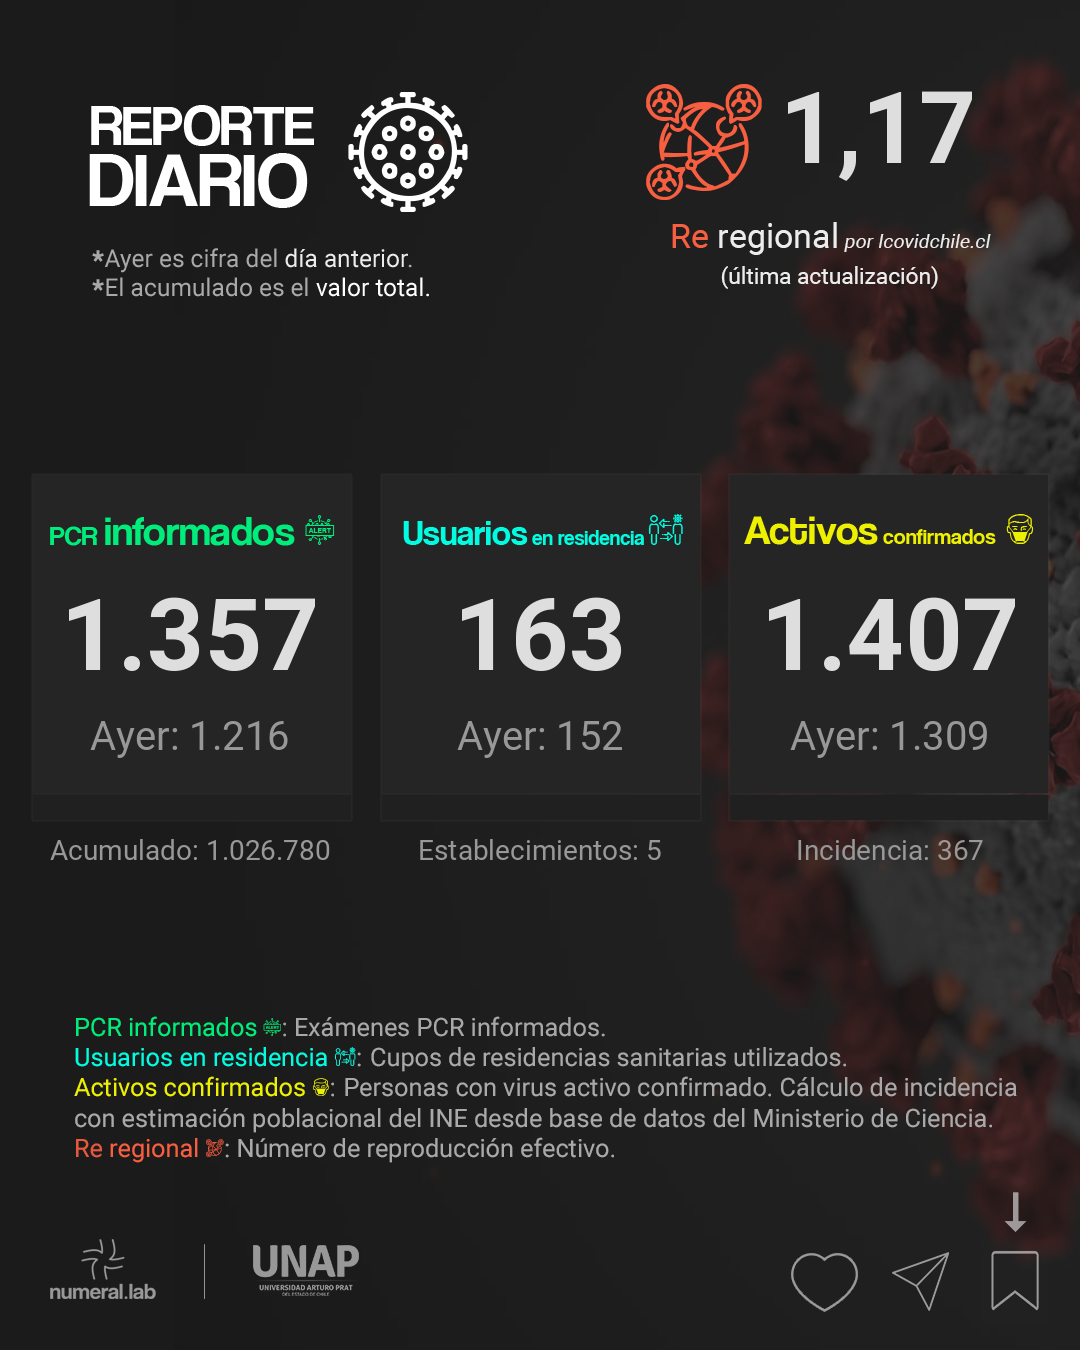 REPORTE
DIARIO
*Ayer es cifra del día anterior.
*El acumulado es el valor total.
1,17
Re regional por Icovidchile.cl
(última actualización)
PCR informados ALERT
1.357
Ayer: 1.216
Acumulado: 1.026.780
Usuarios en residencia
163
Ayer: 152
Establecimientos: 5
Activos confirmados
1.407
Ayer: 1.309
Incidencia: 367
PCR informados ALERT: Exámenes PCR informados.
Usuarios en residencia : Cupos de residencias sanitarias utilizados.
Activos confirmados : Personas con virus activo confirmado. Cálculo de incidencia
con estimación poblacional del INE desde base de datos del Ministerio de Ciencia.
Re regional : Número de reproducción efectivo.
numeral.lab
UNAP
UNIVERSIDAD ARTURO PRAT
DEL ESTADO DE CHILE